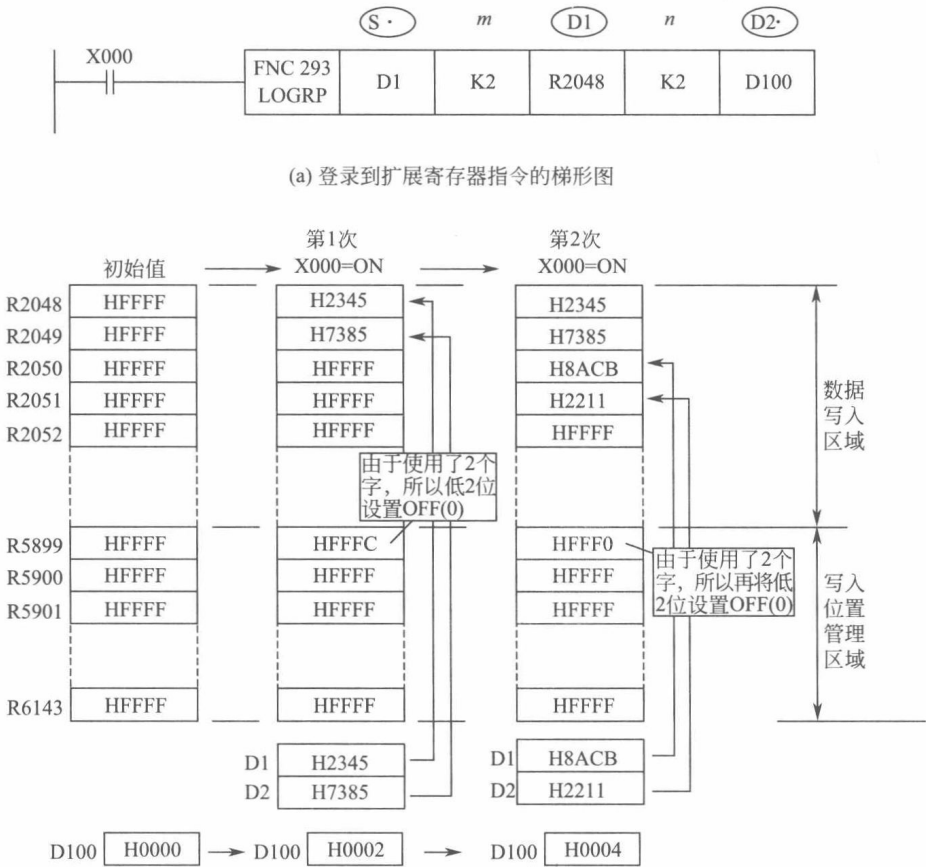 S· m D1 n D2·
X000
FNC 293 LOGRP D1 K2 R2048 K2 D100
(a) 登录到扩展寄存器指令的梯形图
第1次 第2次
初始值 X000=ON X000=ON
R2048 HFFFF H2345 H2345
R2049 HFFFF H7385 H7385
R2050 HFFFF HFFFF H8ACB
R2051 HFFFF HFFFF H2211
R2052 HFFFF HFFFF HFFFF
数据
写入
区域
由于使用了2个
字，所以低2位
设置OFF(0)
R5899 HFFFF HFFFC HFFF0
R5900 HFFFF HFFFF HFFFF
R5901 HFFFF HFFFF HFFFF
由于使用了2个
字，所以再将低
2位设置OFF(0)
写入
位置
管理
区域
R6143 HFFFF HFFFF HFFFF
D1 H2345 D1 H8ACB
D2 H7385 D2 H2211
D100 H0000 D100 H0002 D100 H0004